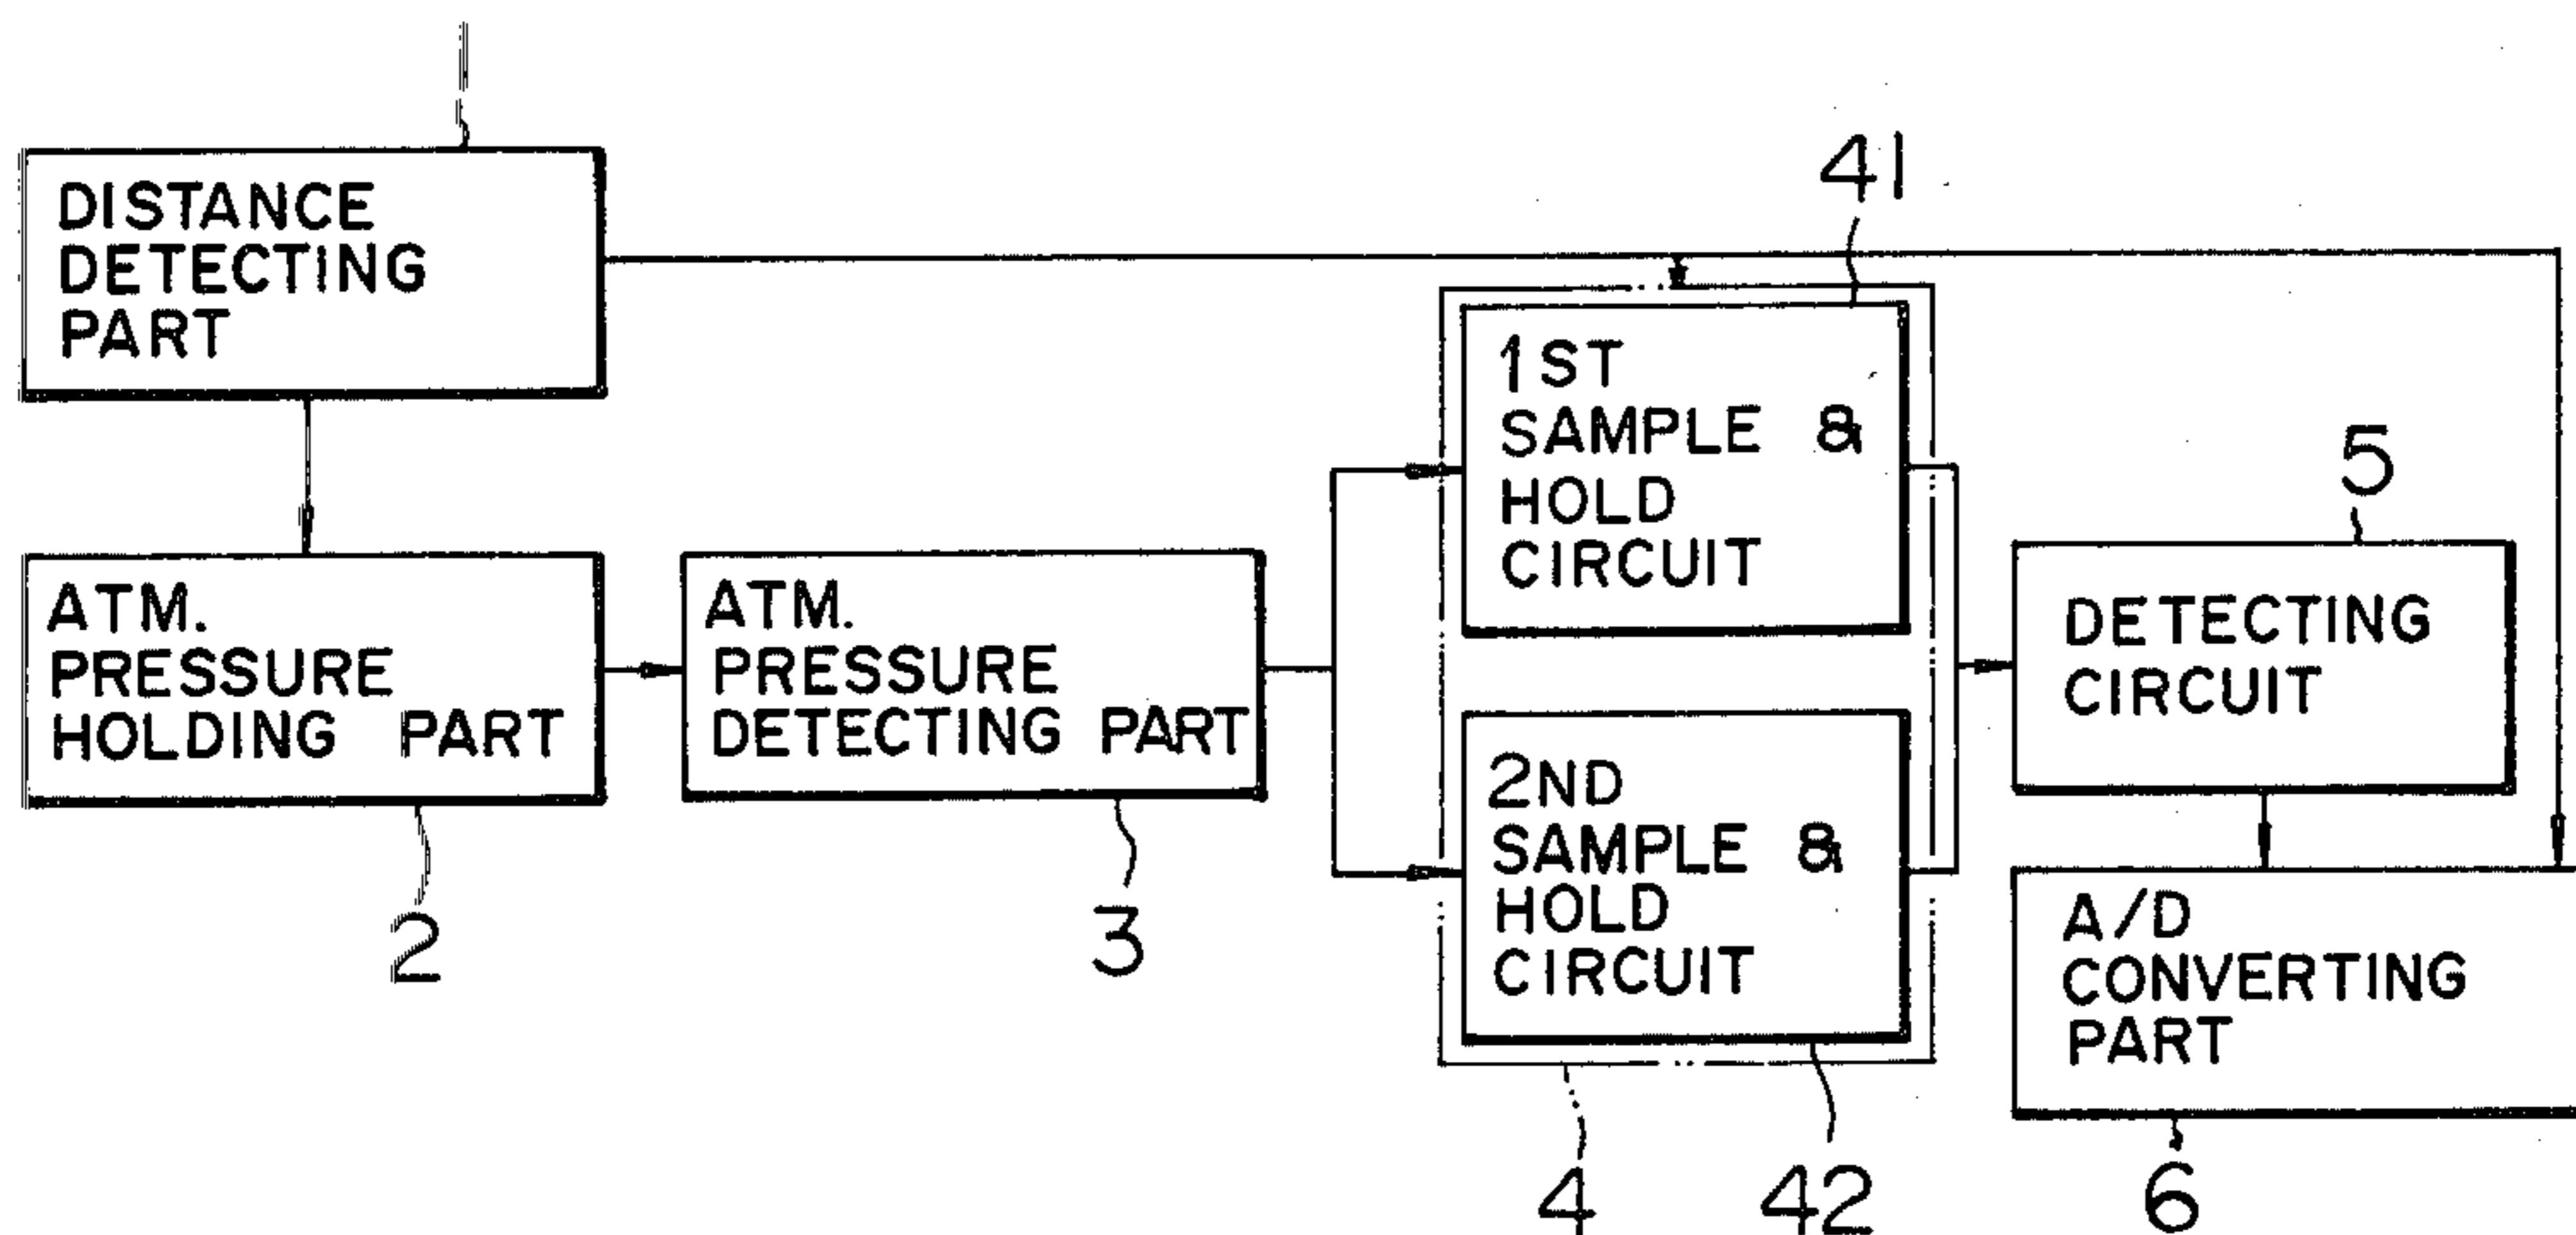 DISTANCE
DETECTING
PART
41
1ST
SAMPLE &
HOLD
CIRCUIT
5
ATM.
PRESSURE
HOLDING PART
ATM.
PRESSURE
DETECTING PART
DETECTING
CIRCUIT
2ND
SAMPLE &
HOLD
CIRCUIT
A/D
CONVERTING
PART
2
3
4
42
6